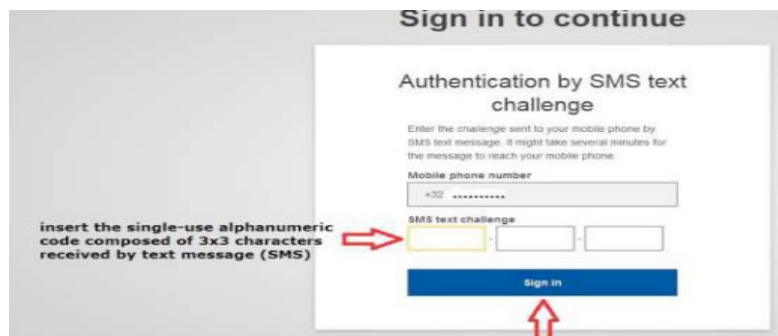 Sign in to continue
Authentication by SMS text
challenge
Enter the challenge sent to your mobile phone by
SMS text message. It might take several minutes for
the message to reach your mobile phone.
Mobile phone number
+32 ••••••••••
SMS text challenge
insert the single-use alphanumeric
code composed of 3x3 characters
received by text message (SMS)
- -
Sign in